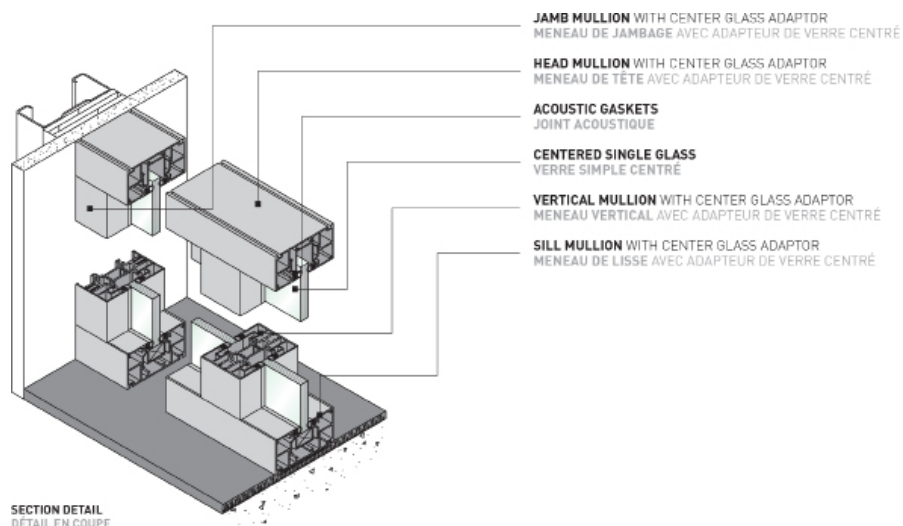 JAMB MULLION WITH CENTER GLASS ADAPTOR
MENEAU DE JAMBAGE AVEC ADAPTEUR DE VERRE CENTRÉ
HEAD MULLION WITH CENTER GLASS ADAPTOR
MENEAU DE TÊTE AVEC ADAPTEUR DE VERRE CENTRÉ
ACOUSTIC GASKETS
JOINT ACOUSTIQUE
CENTERED SINGLE GLASS
VERRE SIMPLE CENTRÉ
VERTICAL MULLION WITH CENTER GLASS ADAPTOR
MENEAU VERTICAL AVEC ADAPTEUR DE VERRE CENTRÉ
SILL MULLION WITH CENTER GLASS ADAPTOR
MENEAU DE LISSE AVEC ADAPTEUR DE VERRE CENTRÉ
SECTION DETAIL
DÉTAIL EN COUPE